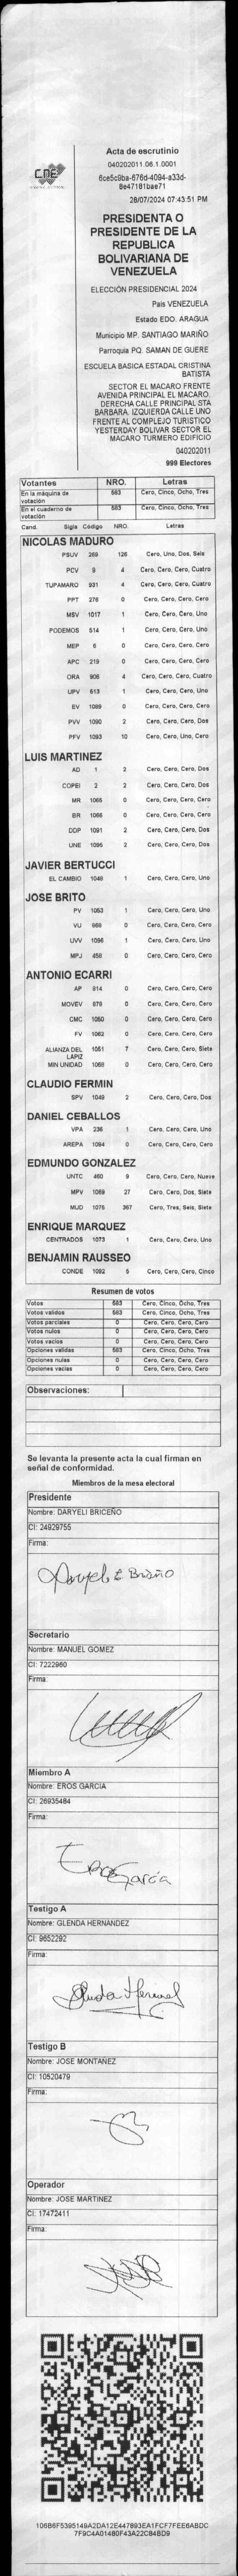 CNE
Acta de escrutinio
040202011.06.1.0001
28/07/2024 07:43:51 PM
PRESIDENTA O
PRESIDENTE DE LA
REPUBLICA
BOLIVARIANA DE
VENEZUELA
ELECCIÓN PRESIDENCIAL 2024
País VENEZUELA
Estado EDO. ARAGUA
Municipio MP. SANTIAGO MARIÑO
Parroquia PQ. SAMAN DE GUERE
ESCUELA BASICA ESTADAL CRISTINA
BATISTA
SECTOR EL MACARO FRENTE
AVENIDA PRINCIPAL EL MACARO.
DERECHA CALLE PRINCIPAL STA
BARBARA. IZQUIERDA CALLE UNO
FRENTE AL COMPLEJO TURISTICO
YESTERDAY BOLIVAR SECTOR EL
MACARO TURMERO EDIFICIO
040202011
999 Electores
Votantes NRO. Letras
En la máquina de votación 583 Cero, Cinco, Ocho, Tres
En el cuaderno de votación 583 Cero, Cinco, Ocho, Tres
Cand. Sigla Código NRO. Letras
NICOLAS MADURO
PSUV 269 126 Cero, Uno, Dos, Seis
PCV 9 4 Cero, Cero, Cero, Cuatro
TUPAMARO 931 4 Cero, Cero, Cero, Cuatro
PPT 276 0 Cero, Cero, Cero, Cero
MSV 1017 1 Cero, Cero, Cero, Uno
PODEMOS 514 1 Cero, Cero, Cero, Uno
MEP 6 0 Cero, Cero, Cero, Cero
APC 219 0 Cero, Cero, Cero, Cero
ORA 906 4 Cero, Cero, Cero, Cuatro
UPV 613 1 Cero, Cero, Cero, Uno
EV 1089 0 Cero, Cero, Cero, Cero
PVV 1090 2 Cero, Cero, Cero, Dos
PFV 1093 10 Cero, Cero, Uno, Cero
LUIS MARTINEZ
AD 1 2 Cero, Cero, Cero, Dos
COPEI 2 2 Cero, Cero, Cero, Dos
MR 1065 0 Cero, Cero, Cero, Cero
BR 1066 0 Cero, Cero, Cero, Cero
DDP 1091 2 Cero, Cero, Cero, Dos
UNE 1095 2 Cero, Cero, Cero, Dos
JAVIER BERTUCCI
EL CAMBIO 1048 1 Cero, Cero, Cero, Uno
JOSE BRITO
PV 1053 1 Cero, Cero, Cero, Uno
VU 969 0 Cero, Cero, Cero, Cero
UVV 1096 1 Cero, Cero, Cero, Uno
MPJ 458 0 Cero, Cero, Cero, Cero
ANTONIO ECARRI
AP 814 0 Cero, Cero, Cero, Cero
MOVEV 878 0 Cero, Cero, Cero, Cero
CMC 1050 0 Cero, Cero, Cero, Cero
FV 1062 0 Cero, Cero, Cero, Cero
ALIANZA DEL LAPIZ 1051 7 Cero, Cero, Cero, Siete
MIN UNIDAD 1068 0 Cero, Cero, Cero, Cero
CLAUDIO FERMIN
SPV 1049 2 Cero, Cero, Cero, Dos
DANIEL CEBALLOS
VPA 236 1 Cero, Cero, Cero, Uno
AREPA 1094 0 Cero, Cero, Cero, Cero
EDMUNDO GONZALEZ
UNTC 460 9 Cero, Cero, Cero, Nueve
MPV 1069 27 Cero, Cero, Dos, Siete
MUD 1076 367 Cero, Tres, Seis, Siete
ENRIQUE MARQUEZ
CENTRADOS 1073 1 Cero, Cero, Cero, Uno
BENJAMIN RAUSSEO
CONDE 1092 5 Cero, Cero, Cero, Cinco
Resumen de votos
Votos 583 Cero, Cinco, Ocho, Tres
Votos válidos 583 Cero, Cinco, Ocho, Tres
Votos parciales 0 Cero, Cero, Cero, Cero
Votos nulos 0 Cero, Cero, Cero, Cero
Votos vacíos 0 Cero, Cero, Cero, Cero
Opciones válidas 583 Cero, Cinco, Ocho, Tres
Opciones nulas 0 Cero, Cero, Cero, Cero
Opciones vacías 0 Cero, Cero, Cero, Cero
Observaciones:
Se levanta la presente acta la cual firman en
señal de conformidad.
Miembros de la mesa electoral
Presidente
Nombre: DARYELI BRICEÑO
CI: 24929755
Firma:
Secretario
Nombre: MANUEL GOMEZ
CI: 7222960
Firma:
Miembro A
Nombre: EROS GARCIA
CI: 26935484
Firma:
Eros García
Testigo A
Nombre: GLENDA HERNANDEZ
CI: 9652292
Firma:
Testigo B
Nombre: JOSE MONTAÑEZ
CI: 10520479
Firma:
Operador
Nombre: JOSE MARTINEZ
CI: 17472411
Firma: